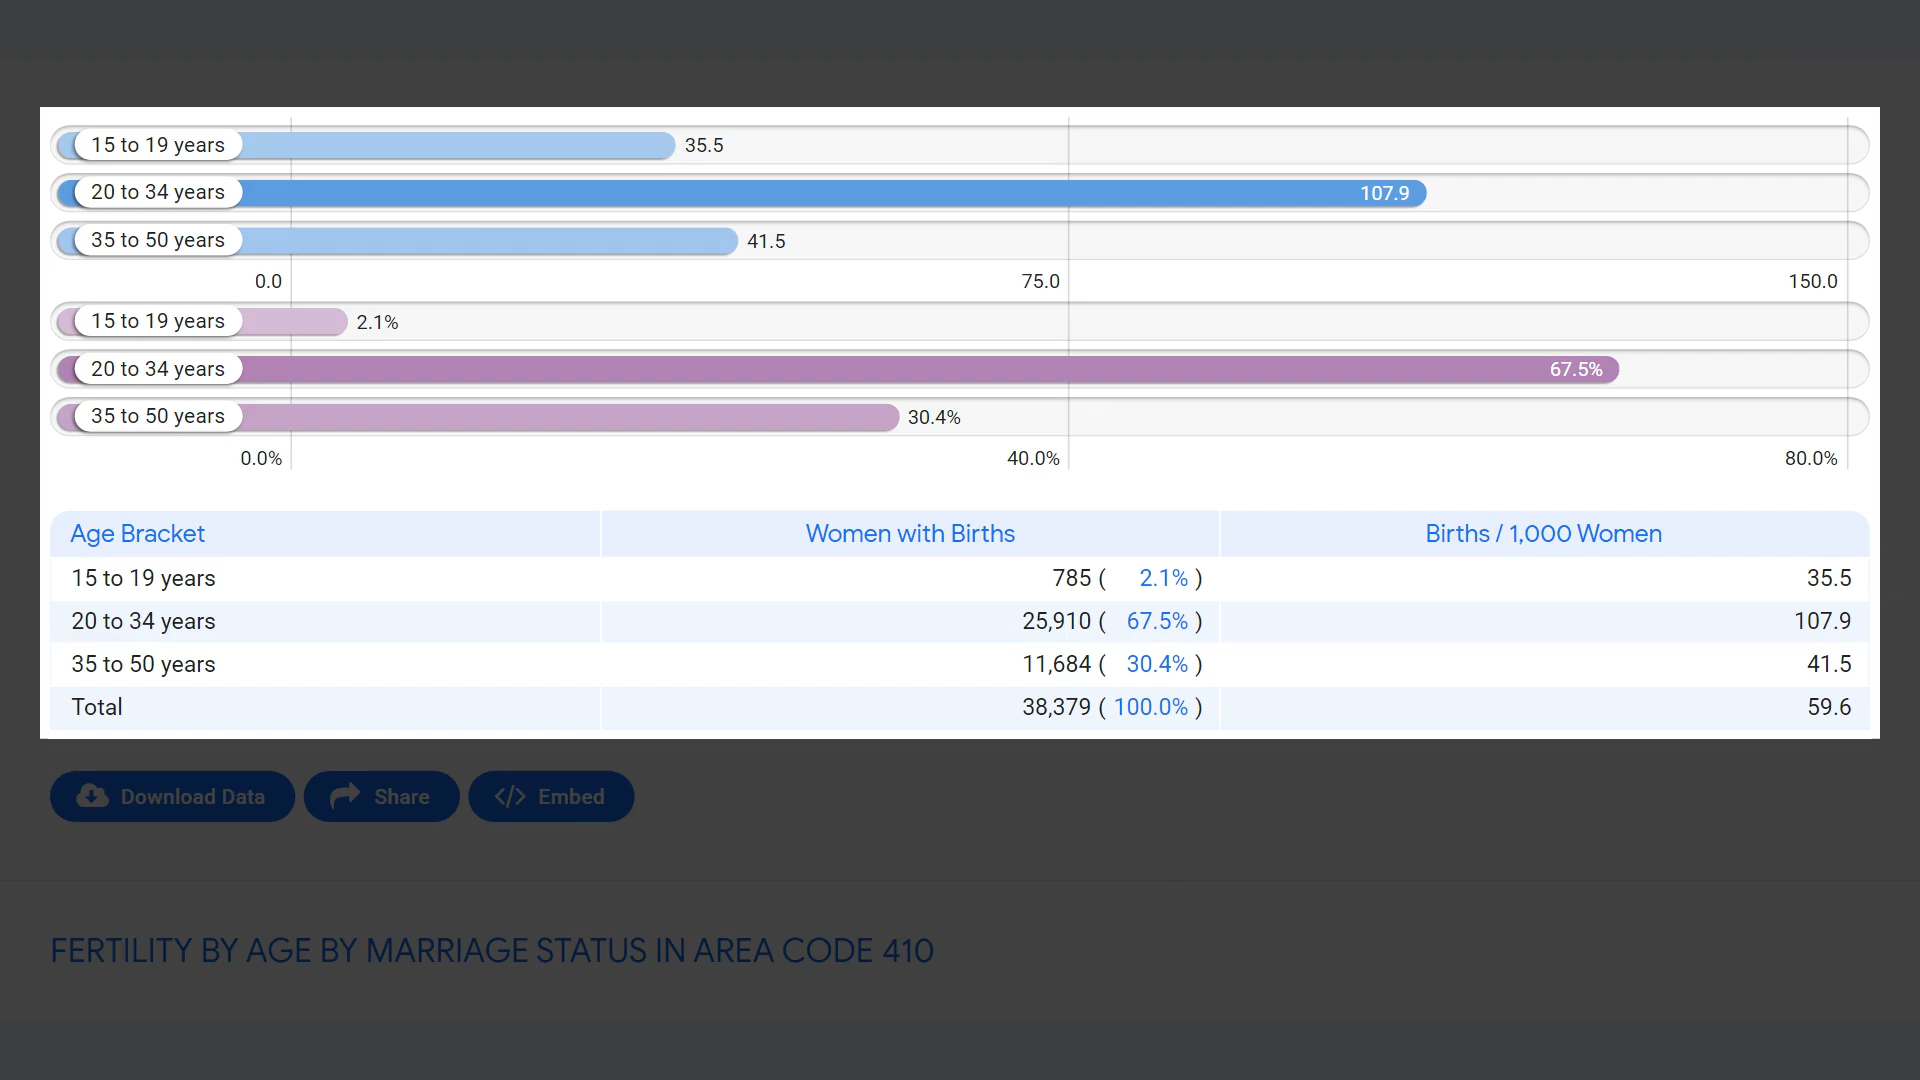 15 to 19 years 35.5
20 to 34 years 107.9
35 to 50 years 41.5
0.0 75.0 150.0
15 to 19 years 2.1%
20 to 34 years 67.5%
35 to 50 years 30.4%
0.0% 40.0% 80.0%
Age Bracket Women with Births Births / 1,000 Women
15 to 19 years 785 ( 2.1% ) 35.5
20 to 34 years 25,910 ( 67.5% ) 107.9
35 to 50 years 11,684 ( 30.4% ) 41.5
Total 38,379 ( 100.0% ) 59.6
Download Data Share </> Embed
FERTILITY BY AGE BY MARRIAGE STATUS IN AREA CODE 410